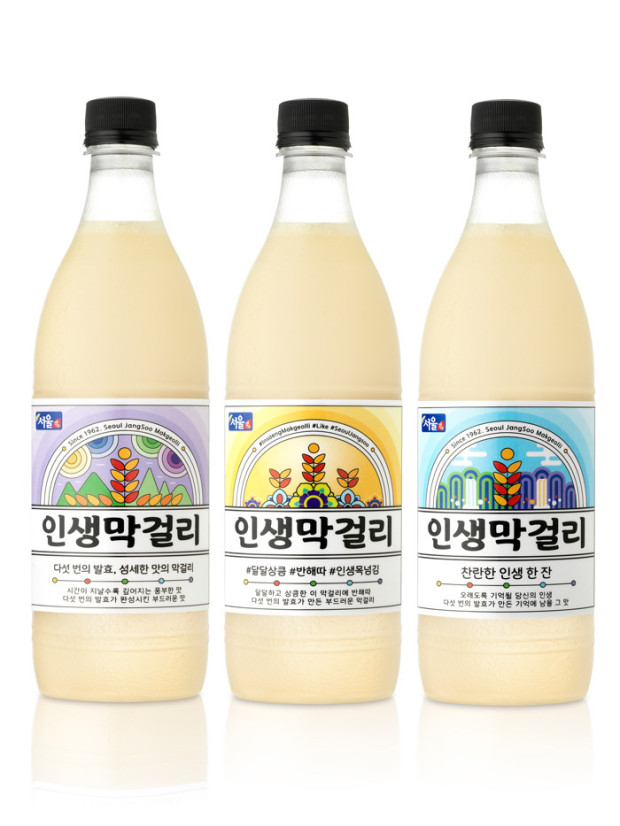 서울
Since 1962. Seoul JangSoo Makgeolli
인생막걸리
다섯 번의 발효, 섬세한 맛의 막걸리
시간이 지날수록 깊어지는 풍부한 맛
다섯 번의 발효가 완성시킨 부드러운 맛
서울
#InsaengMakgeolli #Like #SeoulJangsoo
인생막걸리
#달달상큼 #반해따 #인생목넘김
달달하고 상큼한 이 막걸리에 반해따
다섯 번의 발효가 만든 부드러운 막걸리
서울
Since 1962. Seoul JangSoo Makgeolli
인생막걸리
찬란한 인생 한 잔
오래도록 기억될 당신의 인생
다섯 번의 발효가 만든 기억에 남을 그 맛